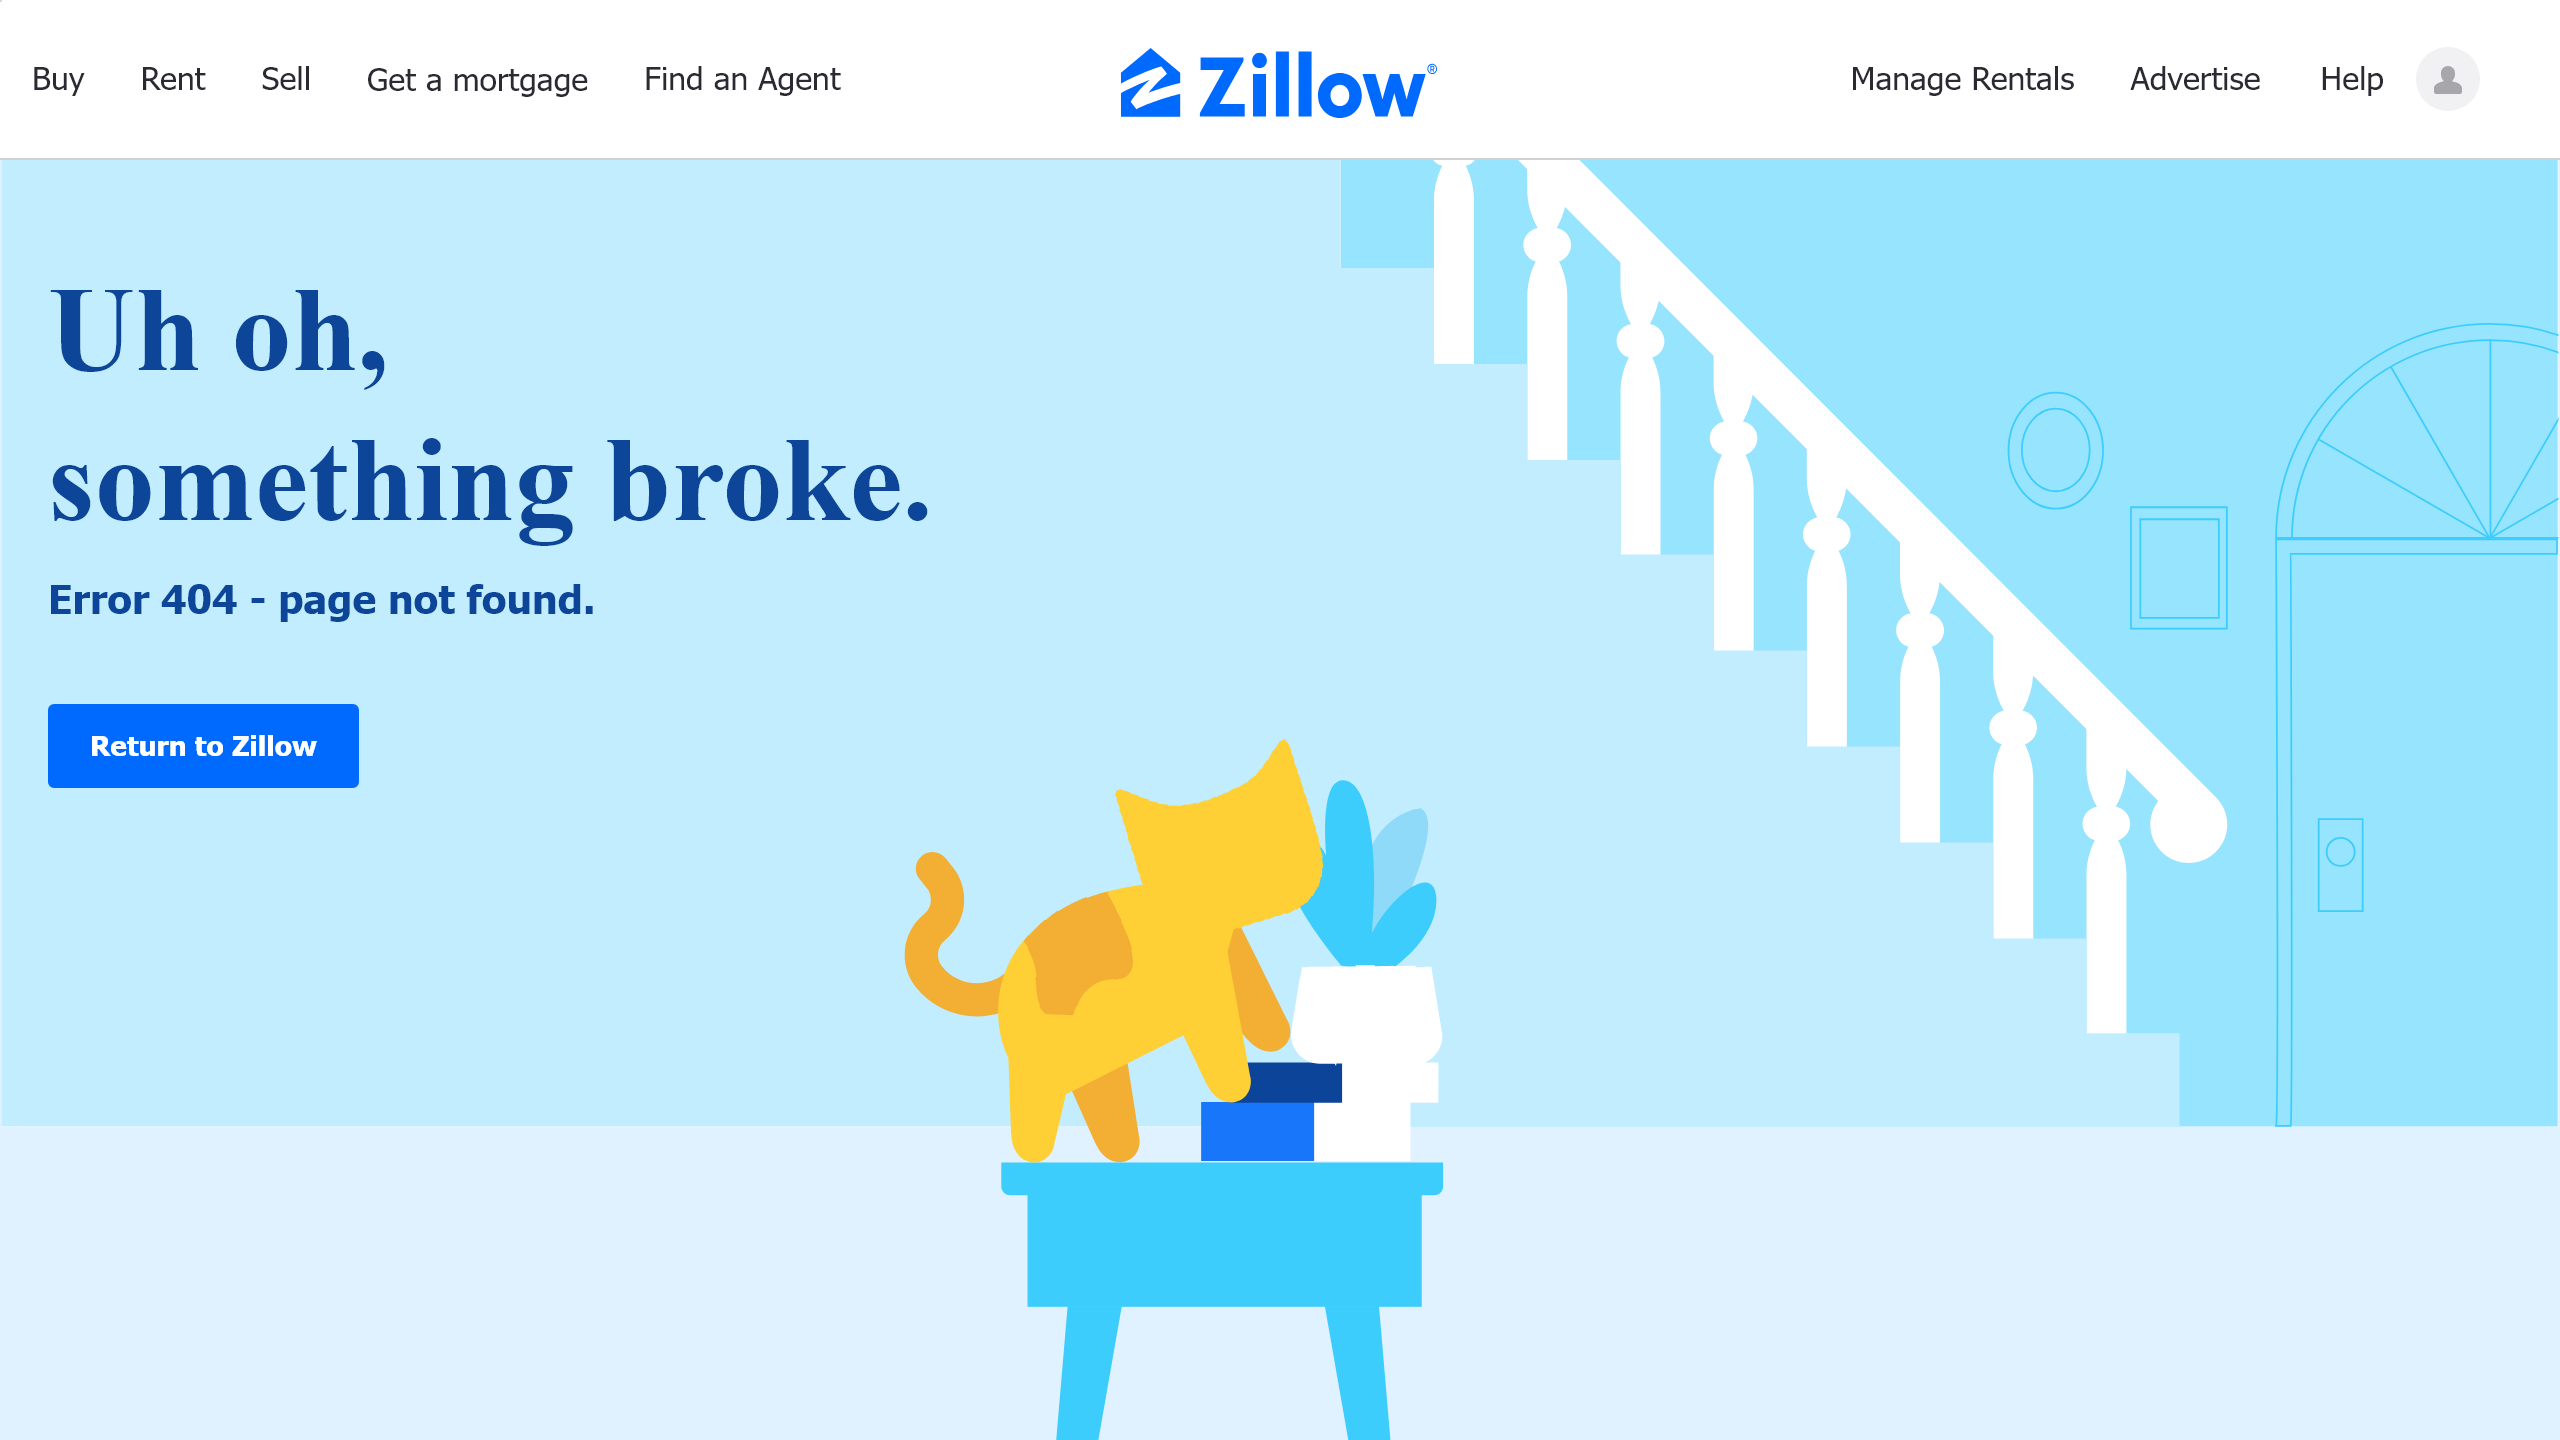 Buy Rent Sell Get a mortgage Find an Agent Zillow® Manage Rentals Advertise Help
Uh oh,
something broke.
Error 404 - page not found.
Return to Zillow